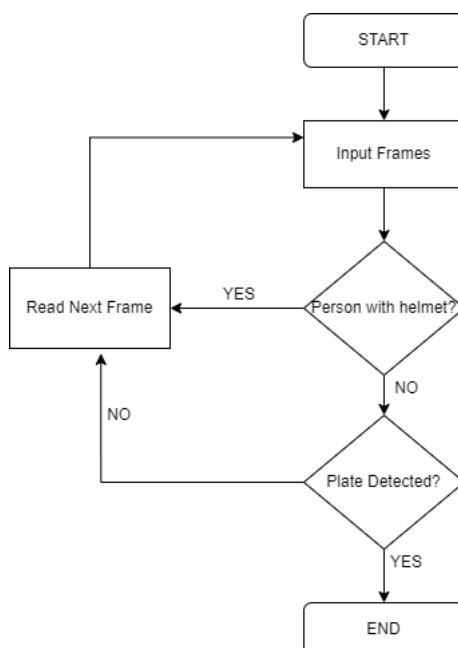 START
Input Frames
Person with helmet?
YES
Read Next Frame
NO
NO
Plate Detected?
YES
END